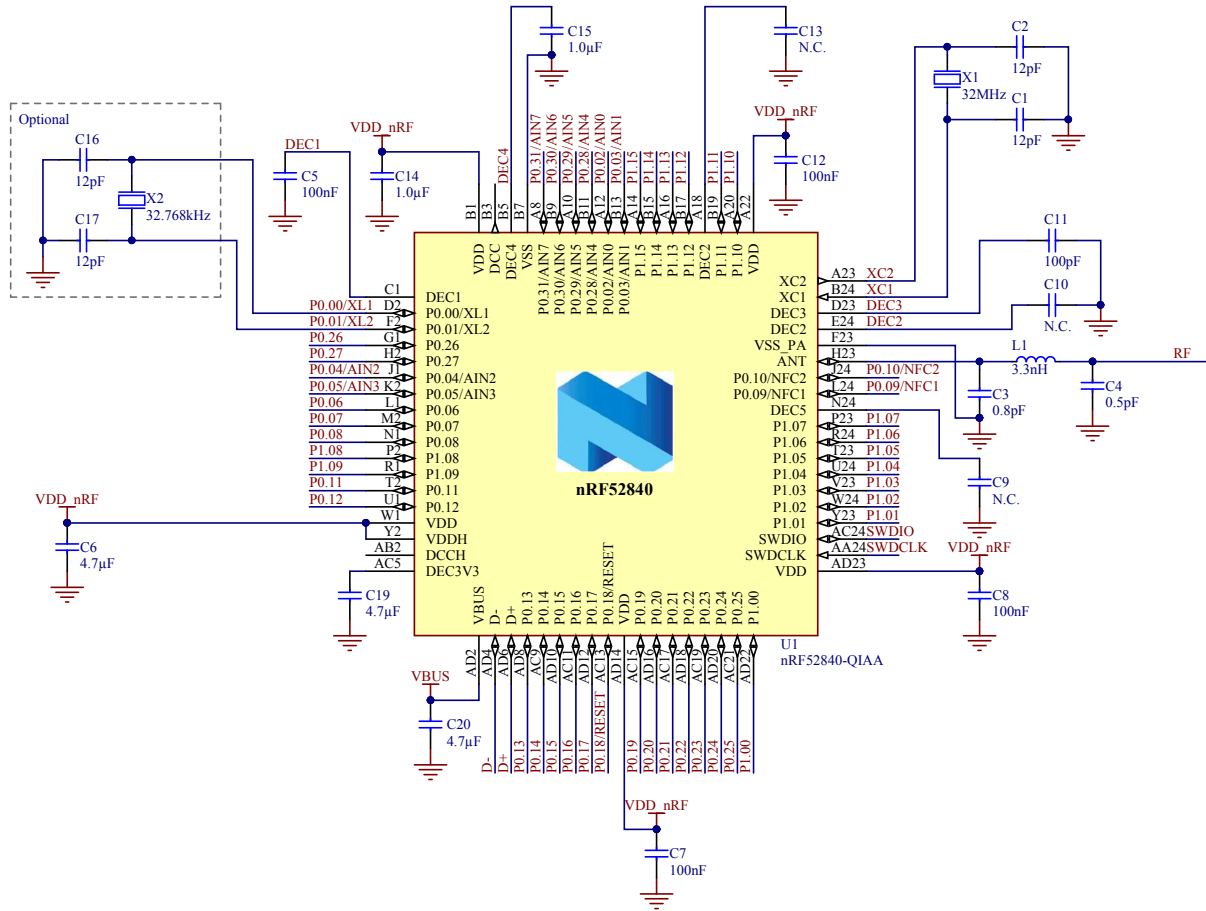 C15
1.0µF
C13
N.C.
C2
12pF
X1
32MHz
C1
12pF
Optional
C16
12pF
X2
32.768kHz
C17
12pF
DEC1
C5
100nF
VDD_nRF
C14
1.0µF
DEC4
P0.31/AIN7
P0.30/AIN6
P0.29/AIN5
P0.28/AIN4
P0.02/AIN0
P0.03/AIN1
P1.15
P1.14
P1.13
P1.12
P1.11
P1.10
VDD_nRF
C12
100nF
B1
B3
B5
B7
A8
B9
A10
B11
A12
B13
A14
B15
A16
B17
A18
B19
A20
A22
VDD
DCC
DEC4
VSS
P0.31/AIN7
P0.30/AIN6
P0.29/AIN5
P0.28/AIN4
P0.02/AIN0
P0.03/AIN1
P1.15
P1.14
P1.13
P1.12
DEC2
P1.11
P1.10
VDD
C1
DEC1
P0.00/XL1 D2
P0.00/XL1
P0.01/XL2 F2
P0.01/XL2
P0.26 G1
P0.26
P0.27 H2
P0.27
P0.04/AIN2 J1
P0.04/AIN2
P0.05/AIN3 K2
P0.05/AIN3
P0.06 L1
P0.06
P0.07 M2
P0.07
P0.08 N1
P0.08
P1.08 P2
P1.08
P1.09 R1
P1.09
P0.11 T2
P0.11
P0.12 U1
P0.12
W1
VDD
Y2
VDDH
AB2
DCCH
AC5
DEC3V3
VDD_nRF
C6
4.7µF
C19
4.7µF
nRF52840
XC2
A23 XC2
XC1
B24 XC1
DEC3
D23 DEC3
DEC2
E24 DEC2
VSS_PA
F23
ANT
H23
P0.10/NFC2
J24 P0.10/NFC2
P0.09/NFC1
L24 P0.09/NFC1
DEC5
N24
P1.07
P23 P1.07
P1.06
R24 P1.06
P1.05
T23 P1.05
P1.04
U24 P1.04
P1.03
V23 P1.03
P1.02
W24 P1.02
P1.01
Y23 P1.01
SWDIO
AC24 SWDIO
SWDCLK
AA24 SWDCLK
VDD
AD23
C11
100pF
C10
N.C.
L1
3.3nH
RF
C3
0.8pF
C4
0.5pF
C9
N.C.
VDD_nRF
C8
100nF
VBUS
D-
D+
P0.13
P0.14
P0.15
P0.16
P0.17
P0.18/RESET
VDD
P0.19
P0.20
P0.21
P0.22
P0.23
P0.24
P0.25
P1.00
U1
nRF52840-QIAA
AD2
AD4
AD6
AD8
AC9
AD10
AC11
AD12
AC13
AD14
AC15
AD16
AC17
AD18
AC19
AD20
AC21
AD22
VBUS
C20
4.7µF
D-
D+
P0.13
P0.14
P0.15
P0.16
P0.17
P0.18/RESET
P0.19
P0.20
P0.21
P0.22
P0.23
P0.24
P0.25
P1.00
VDD_nRF
C7
100nF